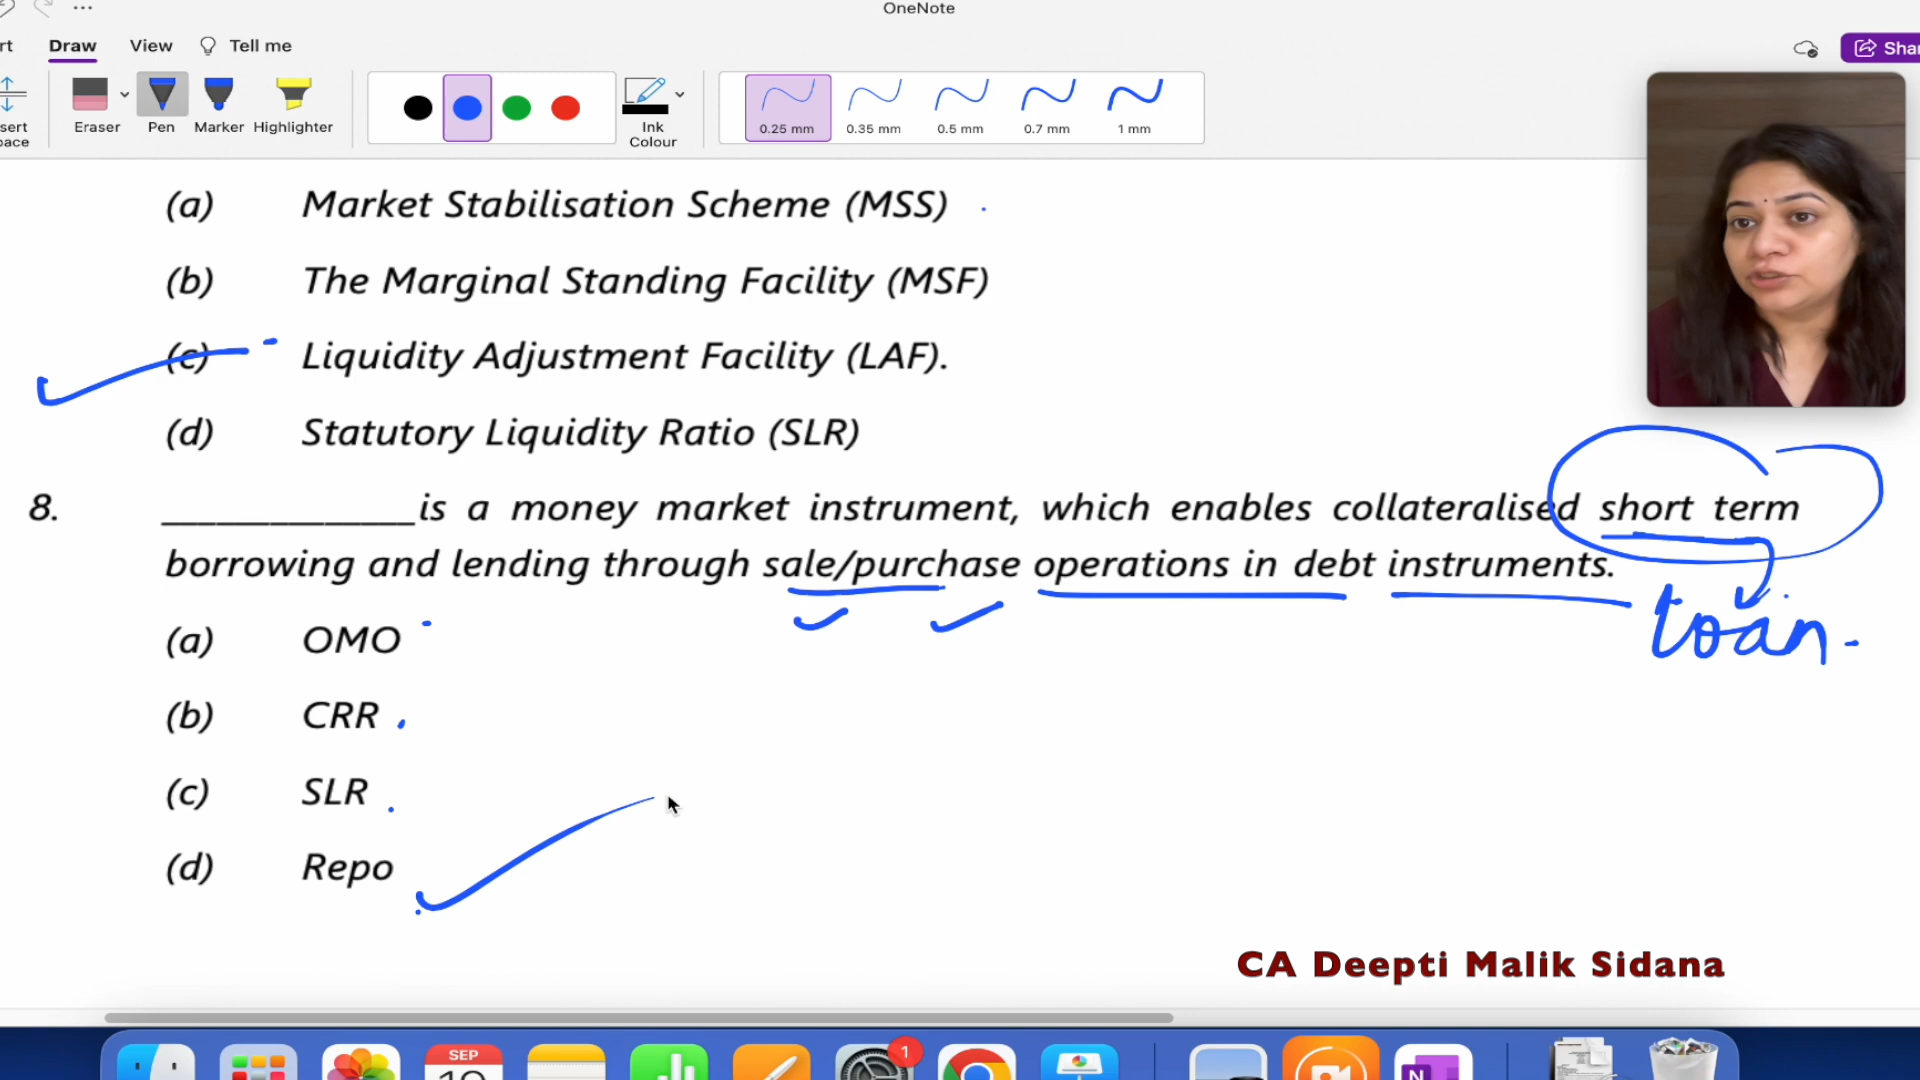 OneNote
rt Draw View Tell me
Shar
sert
pace
Eraser Pen Marker Highlighter Ink
Colour 0.25 mm 0.35 mm 0.5 mm 0.7 mm 1 mm
(a) Market Stabilisation Scheme (MSS)
(b) The Marginal Standing Facility (MSF)
(c) Liquidity Adjustment Facility (LAF).
(d) Statutory Liquidity Ratio (SLR)
8. ______________is a money market instrument, which enables collateralised short term
borrowing and lending through sale/purchase operations in debt instruments.
loan.
(a) OMO
(b) CRR
(c) SLR
(d) Repo
CA Deepti Malik Sidana
SEP
1
N